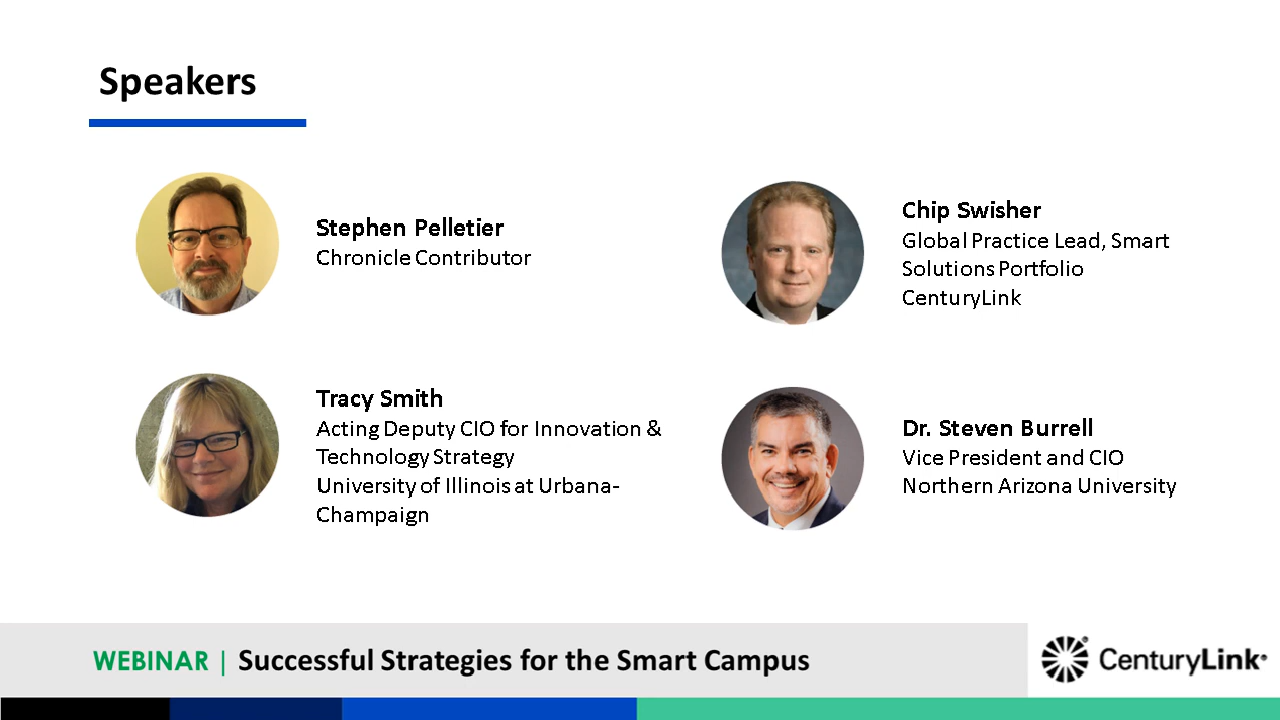 Speakers
Stephen Pelletier
Chronicle Contributor
Chip Swisher
Global Practice Lead, Smart
Solutions Portfolio
CenturyLink
Tracy Smith
Acting Deputy CIO for Innovation &
Technology Strategy
University of Illinois at Urbana-
Champaign
Dr. Steven Burrell
Vice President and CIO
Northern Arizona University
WEBINAR | Successful Strategies for the Smart Campus
CenturyLink®